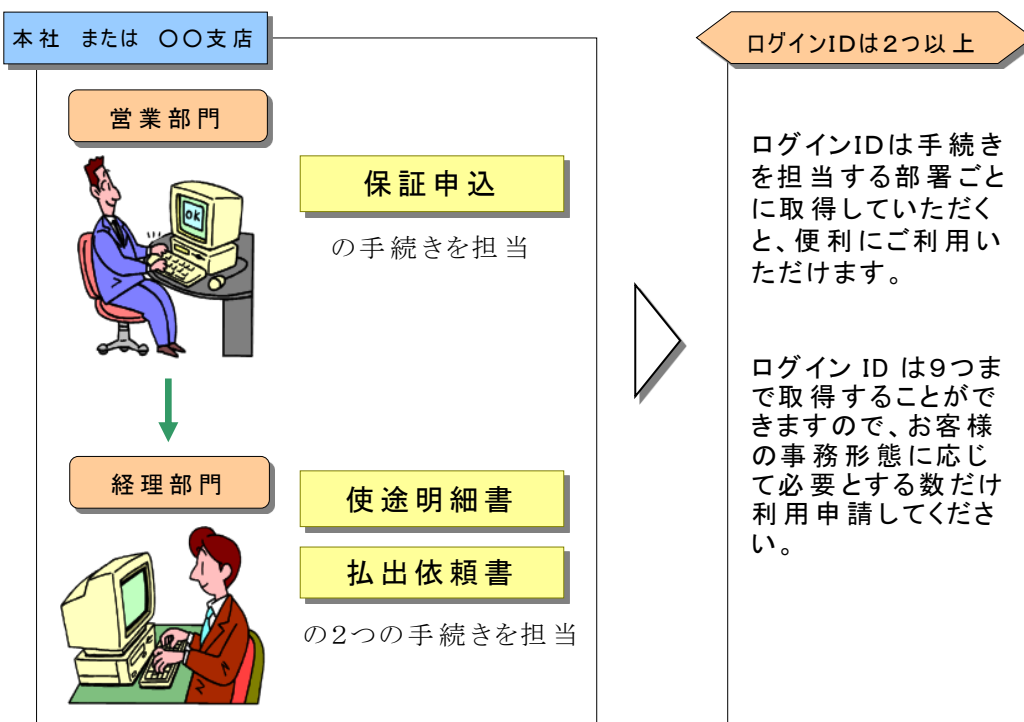 本社 または 〇〇支店
営業部門
OK
保証申込
の手続きを担当
経理部門
使途明細書
払出依頼書
の2つの手続きを担当
ログインIDは2つ以上
ログインIDは手続き
を担当する部署ごと
に取得していただく
と、便利にご利用い
ただけます。
ログイン ID は9つま
で取得することがで
きますので、お客様
の事務形態に応じ
て必要とする数だけ
利用申請してくださ
い。